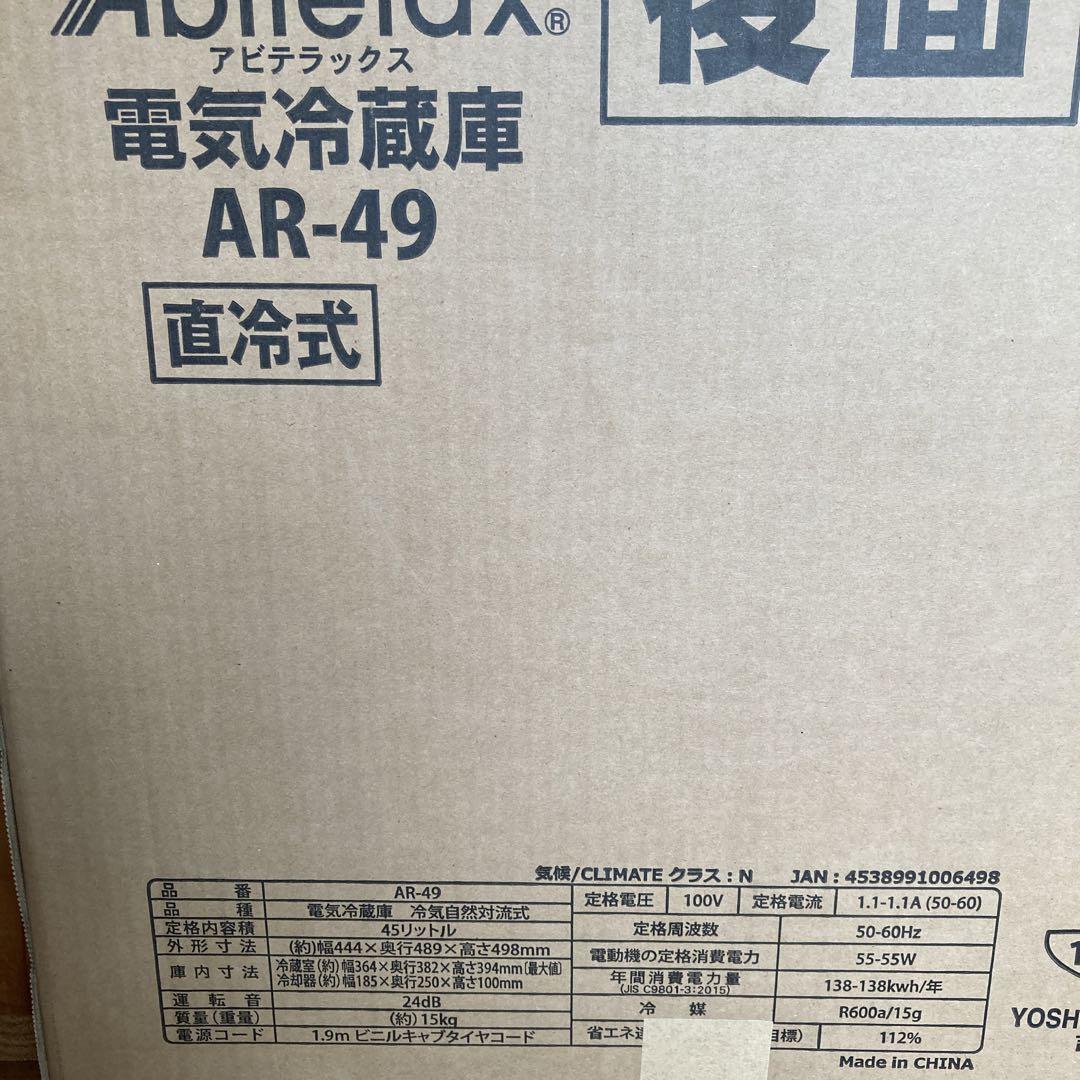 Abitelax®
アビテラックス
後面
電気冷蔵庫
AR-49
直冷式
気候/CLIMATE クラス：N JAN：4538991006498
品番 AR-49
品種 電気冷蔵庫 冷気自然対流式
定格内容積 45リットル
外形寸法 (約)幅444×奥行489×高さ498mm
庫内寸法 冷蔵室(約)幅364×奥行382×高さ394mm〔最大値〕
冷却器(約)幅185×奥行250×高さ100mm
運転音 24dB
質量(重量) (約)15kg
電源コード 1.9m ビニルキャブタイヤコード
定格電圧 100V 定格電流 1.1-1.1A (50-60)
定格周波数 50-60Hz
電動機の定格消費電力 55-55W
年間消費電力量 138-138kwh/年
(JIS C9801-3:2015)
冷媒 R600a/15g
省エネ 目標) 112%
Made in CHINA
YOSH